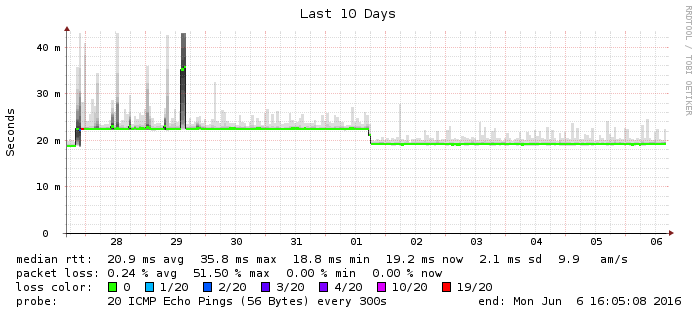 Last 10 Days
RRDTOOL / TOBI OETIKER
Seconds
40 m
30 m
20 m
10 m
0
28 29 30 31 01 02 03 04 05 06
median rtt: 20.9 ms avg 35.8 ms max 18.8 ms min 19.2 ms now 2.1 ms sd 9.9 am/s
packet loss: 0.24 % avg 51.50 % max 0.00 % min 0.00 % now
loss color: 0 1/20 2/20 3/20 4/20 10/20 19/20
probe: 20 ICMP Echo Pings (56 Bytes) every 300s end: Mon Jun 6 16:05:08 2016